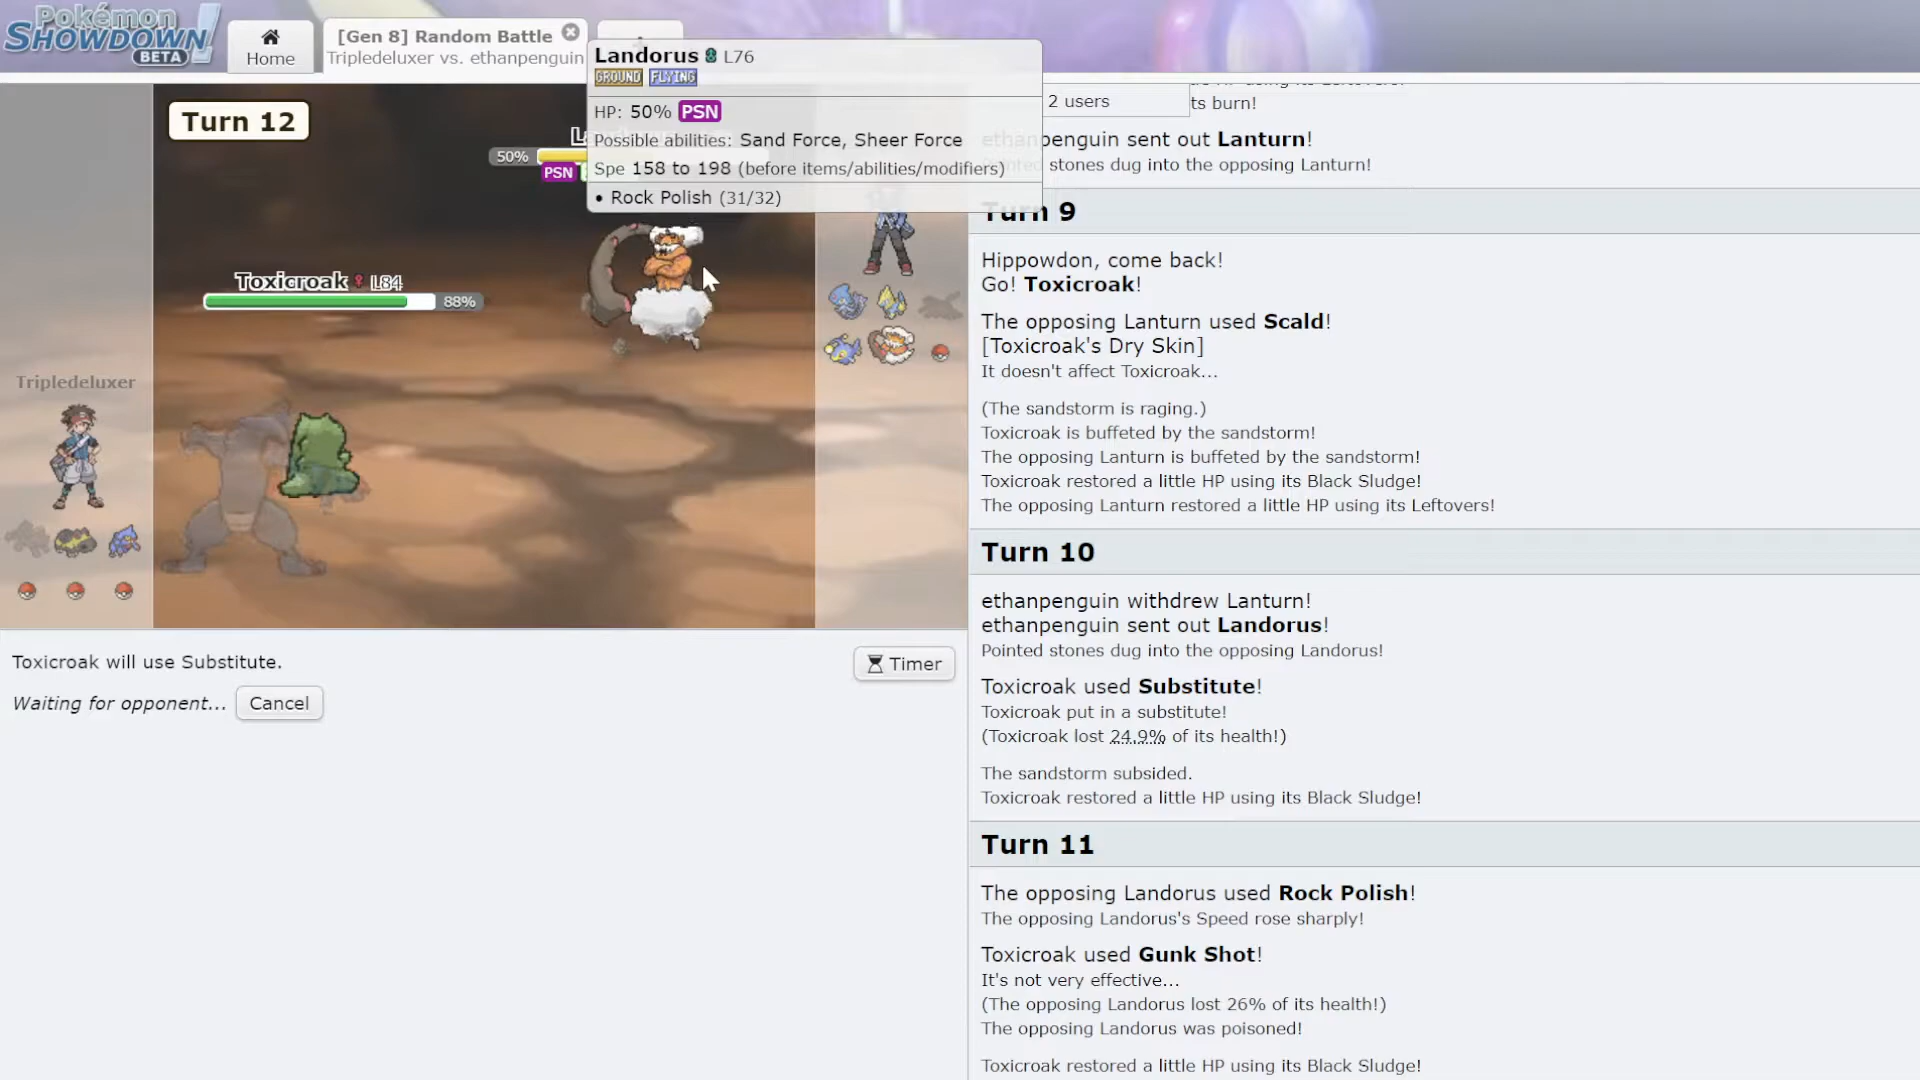 Pokémon
SHOWDOWN!
BETA
Home
[Gen 8] Random Battle
Tripledeluxer vs. ethanpenguin
Landorus L76
GROUND FLYING
HP: 50% PSN
Possible abilities: Sand Force, Sheer Force
Spe 158 to 198 (before items/abilities/modifiers)
• Rock Polish (31/32)
2 users
Turn 12
50%
PSN
Toxicroak L84
88%
Tripledeluxer
Toxicroak will use Substitute.
Timer
Waiting for opponent... Cancel
ts burn!
ethanpenguin sent out Lanturn!
Pointed stones dug into the opposing Lanturn!
Turn 9
Hippowdon, come back!
Go! Toxicroak!
The opposing Lanturn used Scald!
[Toxicroak's Dry Skin]
It doesn't affect Toxicroak...
(The sandstorm is raging.)
Toxicroak is buffeted by the sandstorm!
The opposing Lanturn is buffeted by the sandstorm!
Toxicroak restored a little HP using its Black Sludge!
The opposing Lanturn restored a little HP using its Leftovers!
Turn 10
ethanpenguin withdrew Lanturn!
ethanpenguin sent out Landorus!
Pointed stones dug into the opposing Landorus!
Toxicroak used Substitute!
Toxicroak put in a substitute!
(Toxicroak lost 24.9% of its health!)
The sandstorm subsided.
Toxicroak restored a little HP using its Black Sludge!
Turn 11
The opposing Landorus used Rock Polish!
The opposing Landorus's Speed rose sharply!
Toxicroak used Gunk Shot!
It's not very effective...
(The opposing Landorus lost 26% of its health!)
The opposing Landorus was poisoned!
Toxicroak restored a little HP using its Black Sludge!